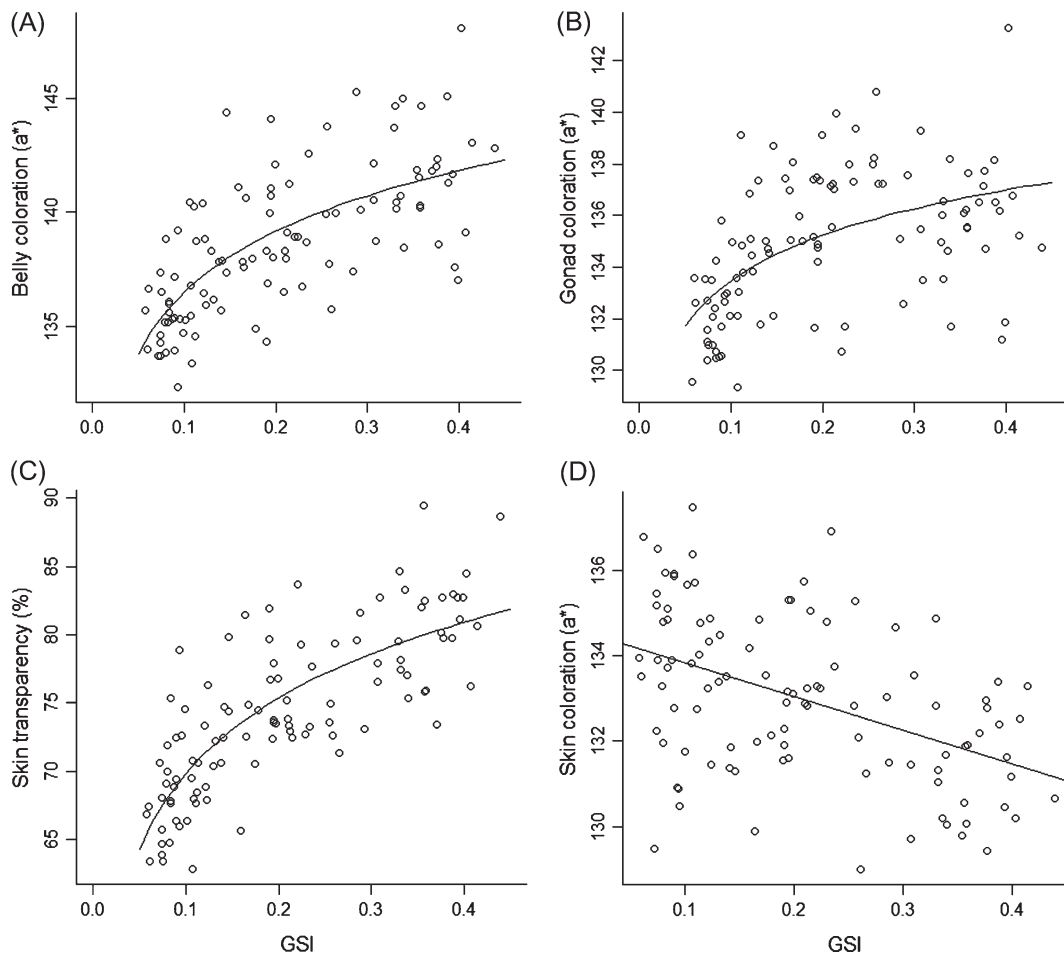 (A)
Belly coloration (a*)
135 140 145
0.0 0.1 0.2 0.3 0.4
(B)
Gonad coloration (a*)
130 132 134 136 138 140 142
0.0 0.1 0.2 0.3 0.4
(C)
Skin transparency (%)
65 70 75 80 85 90
0.0 0.1 0.2 0.3 0.4
GSI
(D)
Skin coloration (a*)
130 132 134 136
0.1 0.2 0.3 0.4
GSI